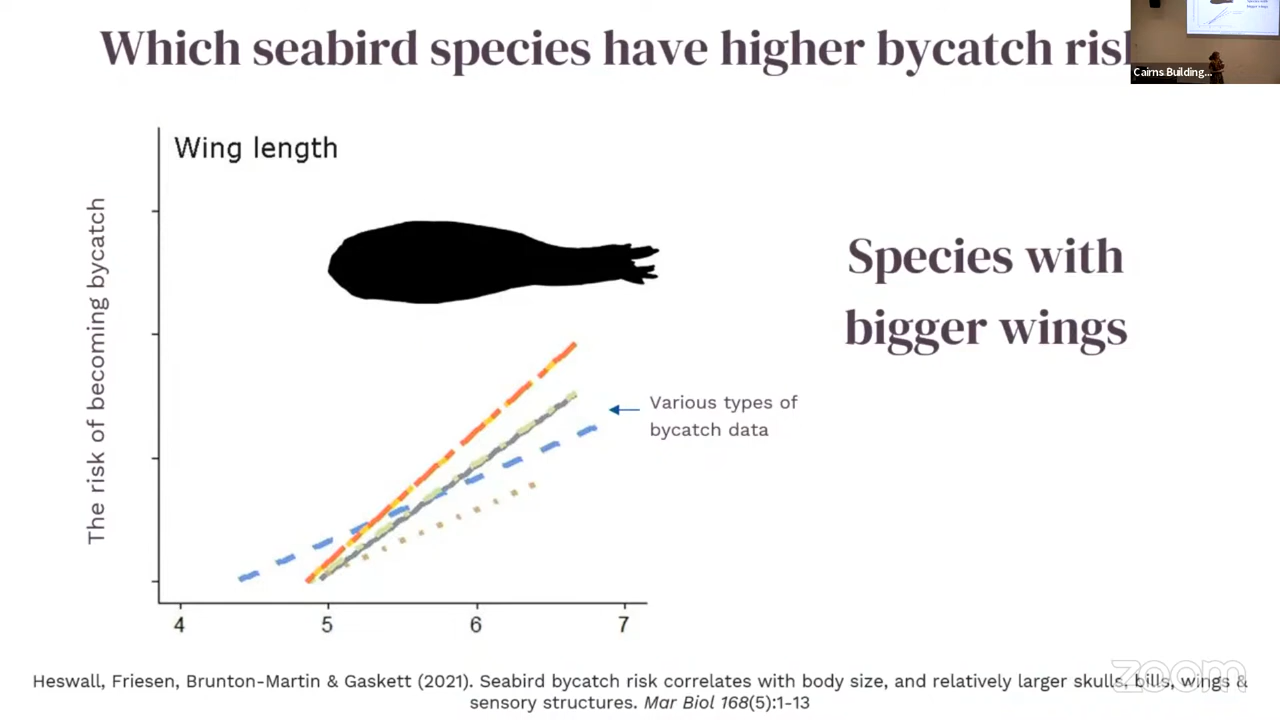 Which seabird species have higher bycatch ris
Cairns Building...
Wing length
The risk of becoming bycatch
Species with
bigger wings
Various types of
bycatch data
4 5 6 7
Heswall, Friesen, Brunton-Martin & Gaskett (2021). Seabird bycatch risk correlates with body size, and relatively larger skulls, bills, wings &
sensory structures. Mar Biol 168(5):1-13
zoom